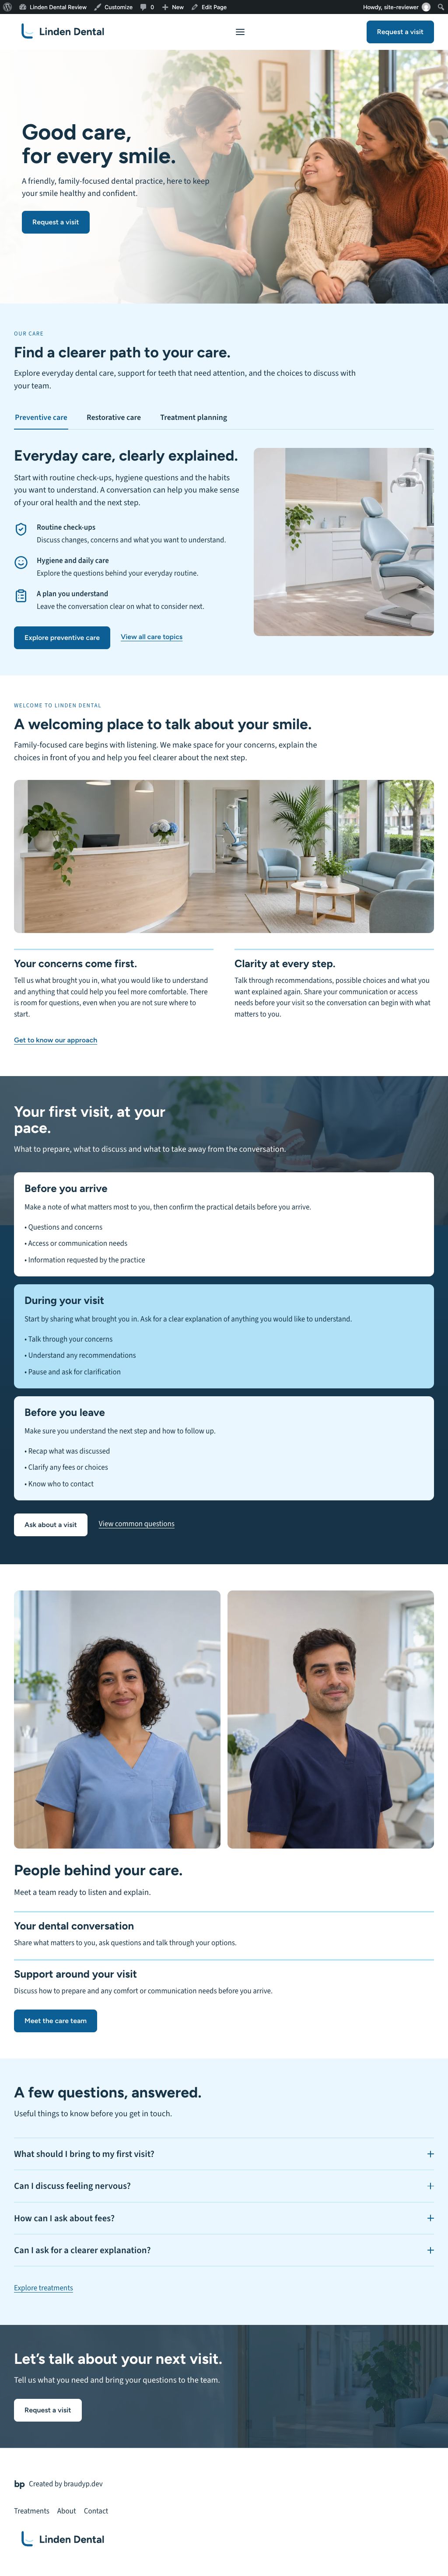 Linden Dental Review Customize 0 New Edit Page Howdy, site-reviewer
Linden Dental
Request a visit
Good care,
for every smile.
A friendly, family-focused dental practice, here to keep
your smile healthy and confident.
Request a visit
OUR CARE
Find a clearer path to your care.
Explore everyday dental care, support for teeth that need attention, and the choices to discuss with
your team.
Preventive care Restorative care Treatment planning
Everyday care, clearly explained.
Start with routine check-ups, hygiene questions and the habits
you want to understand. A conversation can help you make sense
of your oral health and the next step.
Routine check-ups
Discuss changes, concerns and what you want to understand.
Hygiene and daily care
Explore the questions behind your everyday routine.
A plan you understand
Leave the conversation clear on what to consider next.
Explore preventive care View all care topics
WELCOME TO LINDEN DENTAL
A welcoming place to talk about your smile.
Family-focused care begins with listening. We make space for your concerns, explain the
choices in front of you and help you feel clearer about the next step.
Your concerns come first.
Tell us what brought you in, what you would like to understand
and anything that could help you feel more comfortable. There
is room for questions, even when you are not sure where to
start.
Clarity at every step.
Talk through recommendations, possible choices and what you
want explained again. Share your communication or access
needs before your visit so the conversation can begin with what
matters to you.
Get to know our approach
Your first visit, at your
pace.
What to prepare, what to discuss and what to take away from the conversation.
Before you arrive
Make a note of what matters most to you, then confirm the practical details before you arrive.
• Questions and concerns
• Access or communication needs
• Information requested by the practice
During your visit
Start by sharing what brought you in. Ask for a clear explanation of anything you would like to understand.
• Talk through your concerns
• Understand any recommendations
• Pause and ask for clarification
Before you leave
Make sure you understand the next step and how to follow up.
• Recap what was discussed
• Clarify any fees or choices
• Know who to contact
Ask about a visit View common questions
People behind your care.
Meet a team ready to listen and explain.
Your dental conversation
Share what matters to you, ask questions and talk through your options.
Support around your visit
Discuss how to prepare and any comfort or communication needs before you arrive.
Meet the care team
A few questions, answered.
Useful things to know before you get in touch.
What should I bring to my first visit?
Can I discuss feeling nervous?
How can I ask about fees?
Can I ask for a clearer explanation?
Explore treatments
Let’s talk about your next visit.
Tell us what you need and bring your questions to the team.
Request a visit
bp Created by braudyp.dev
Treatments About Contact
Linden Dental